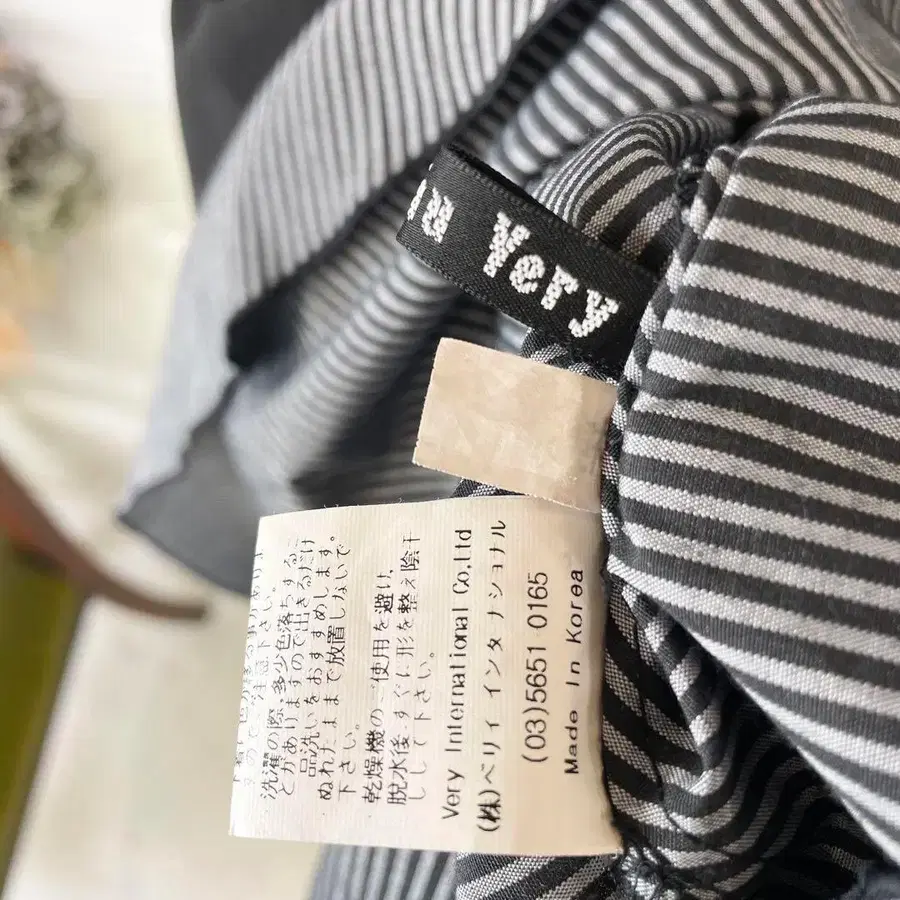 Very
洗濯の際、多少色落ちするこ
とがありますので出きるだけ
品洗いをおすすめします。
ぬれたままで放置しないで
下さい。
乾燥機のご使用を避け、
脱水後すぐに形を整え陰干
しして下さい。
Very International Co,Ltd
(株)ベリィ インタ ナショナル
(03)5651 0165
Made In Korea